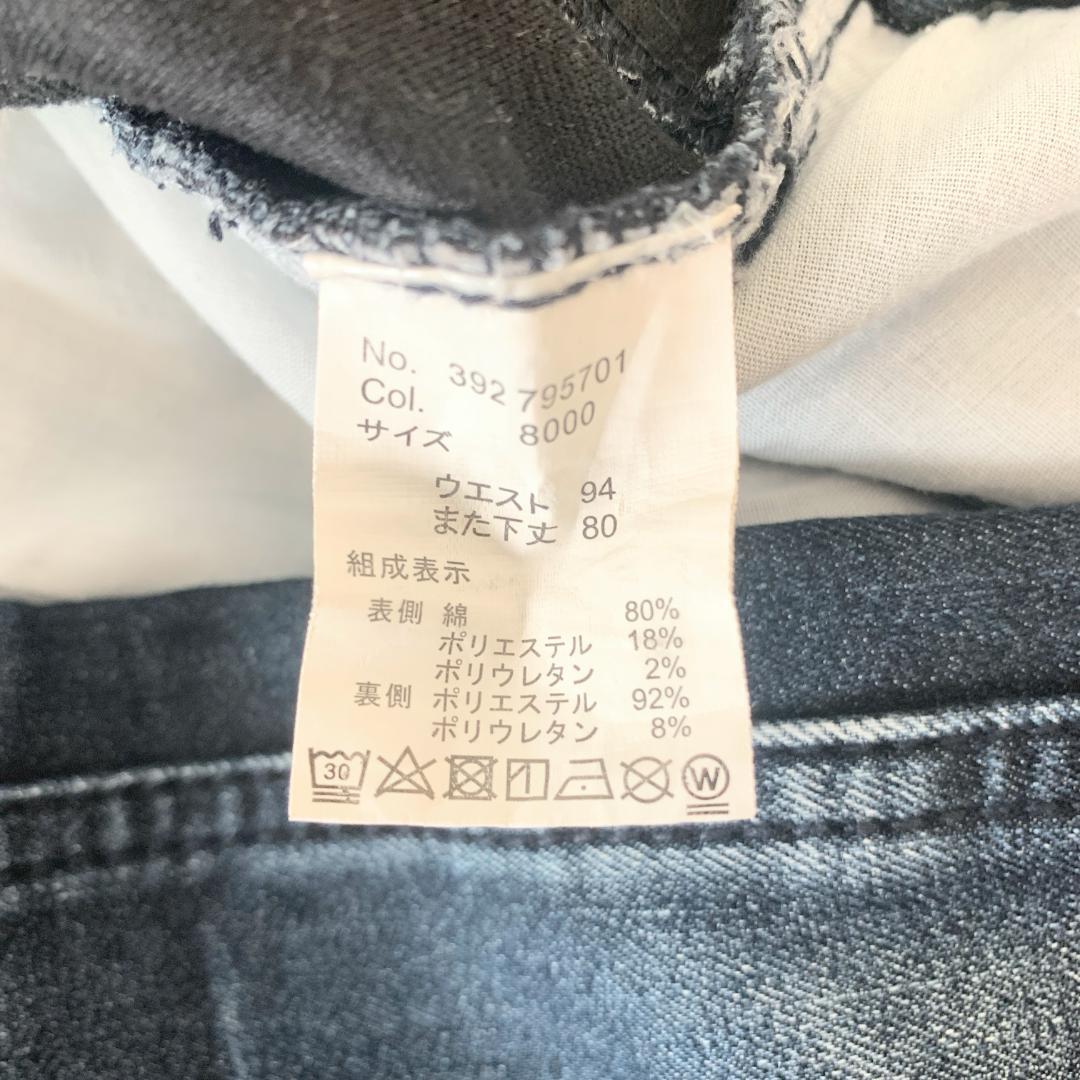 No. 392 795701
Col. 8000
サイズ
ウエスト 94
また下丈 80
組成表示
表側 綿 80%
ポリエステル 18%
ポリウレタン 2%
裏側 ポリエステル 92%
ポリウレタン 8%
30 W